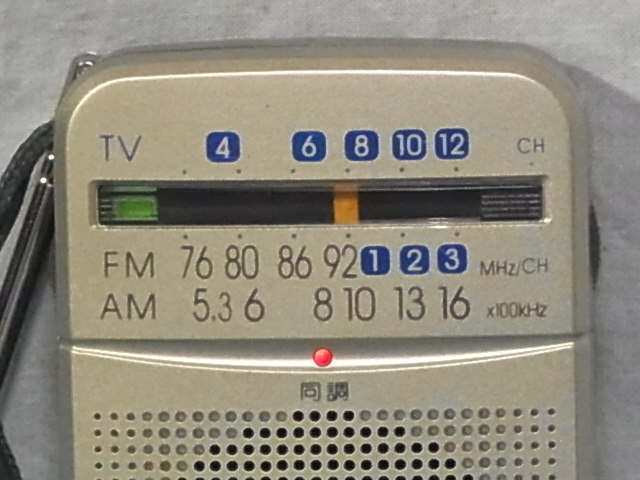 TV 4 6 8 10 12 CH
FM 76 80 86 92 1 2 3 MHz/CH
AM 5.3 6 8 10 13 16 x100kHz
同調